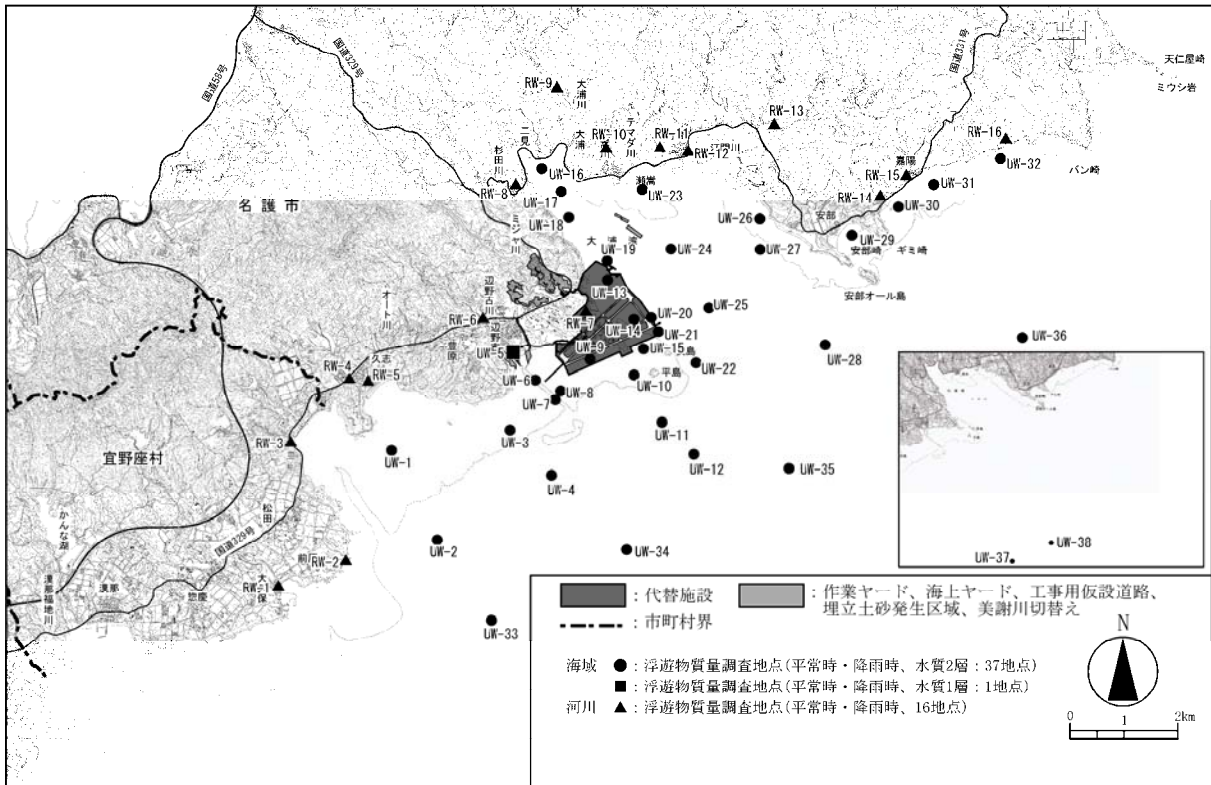 国道58号
国道329号
国道331号
天仁屋崎
ミウシ岩
バン崎
RW-9
大浦川
RW-13
二見
杉田川
大浦
RW-10
テマダ川
RW-11
RW-12
RW-16
UW-32
嘉陽
RW-15
UW-31
RW-14
UW-30
UW-16
RW-8
UW-17
瀬嵩
UW-23
名護市
UW-18
UW-26
安部
UW-29
安部崎
ギミ崎
UW-19
UW-24
UW-27
安部オール島
UW-13
辺野古川
オート川
RW-6
RW-7
UW-14
UW-20
UW-25
UW-21
UW-36
豊原
UW-5
UW-9
UW-15
UW-28
久志
RW-4
RW-5
UW-6
UW-10
平島
UW-22
UW-8
UW-7
RW-3
UW-3
UW-11
UW-1
UW-12
宜野座村
UW-4
UW-35
かんな湖
松田
国道329号
UW-2
UW-34
RW-2
RW-1
漢那福地川
漢那
惣慶
UW-33
UW-38
UW-37
:代替施設
:作業ヤード、海上ヤード、工事用仮設道路、
埋立土砂発生区域、美謝川切替え
:市町村界
海域 ●:浮遊物質量調査地点(平常時・降雨時、水質2層:37地点)
■:浮遊物質量調査地点(平常時・降雨時、水質1層:1地点)
河川 ▲:浮遊物質量調査地点(平常時・降雨時、16地点)
N
0 1 2km